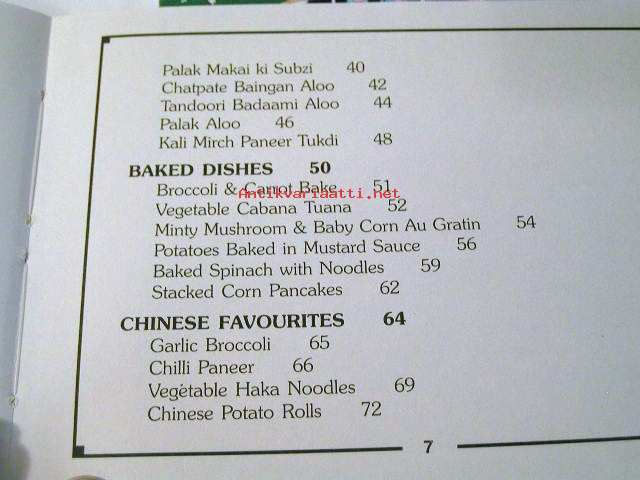 Palak Makai ki Subzi 40
Chatpate Baingan Aloo 42
Tandoori Badaami Aloo 44
Palak Aloo 46
Kali Mirch Paneer Tukdi 48
BAKED DISHES 50
Broccoli & Carrot Bake 51
Antikvariaatti.net
Vegetable Cabana Tuana 52
Minty Mushroom & Baby Corn Au Gratin 54
Potatoes Baked in Mustard Sauce 56
Baked Spinach with Noodles 59
Stacked Corn Pancakes 62
CHINESE FAVOURITES 64
Garlic Broccoli 65
Chilli Paneer 66
Vegetable Haka Noodles 69
Chinese Potato Rolls 72
7